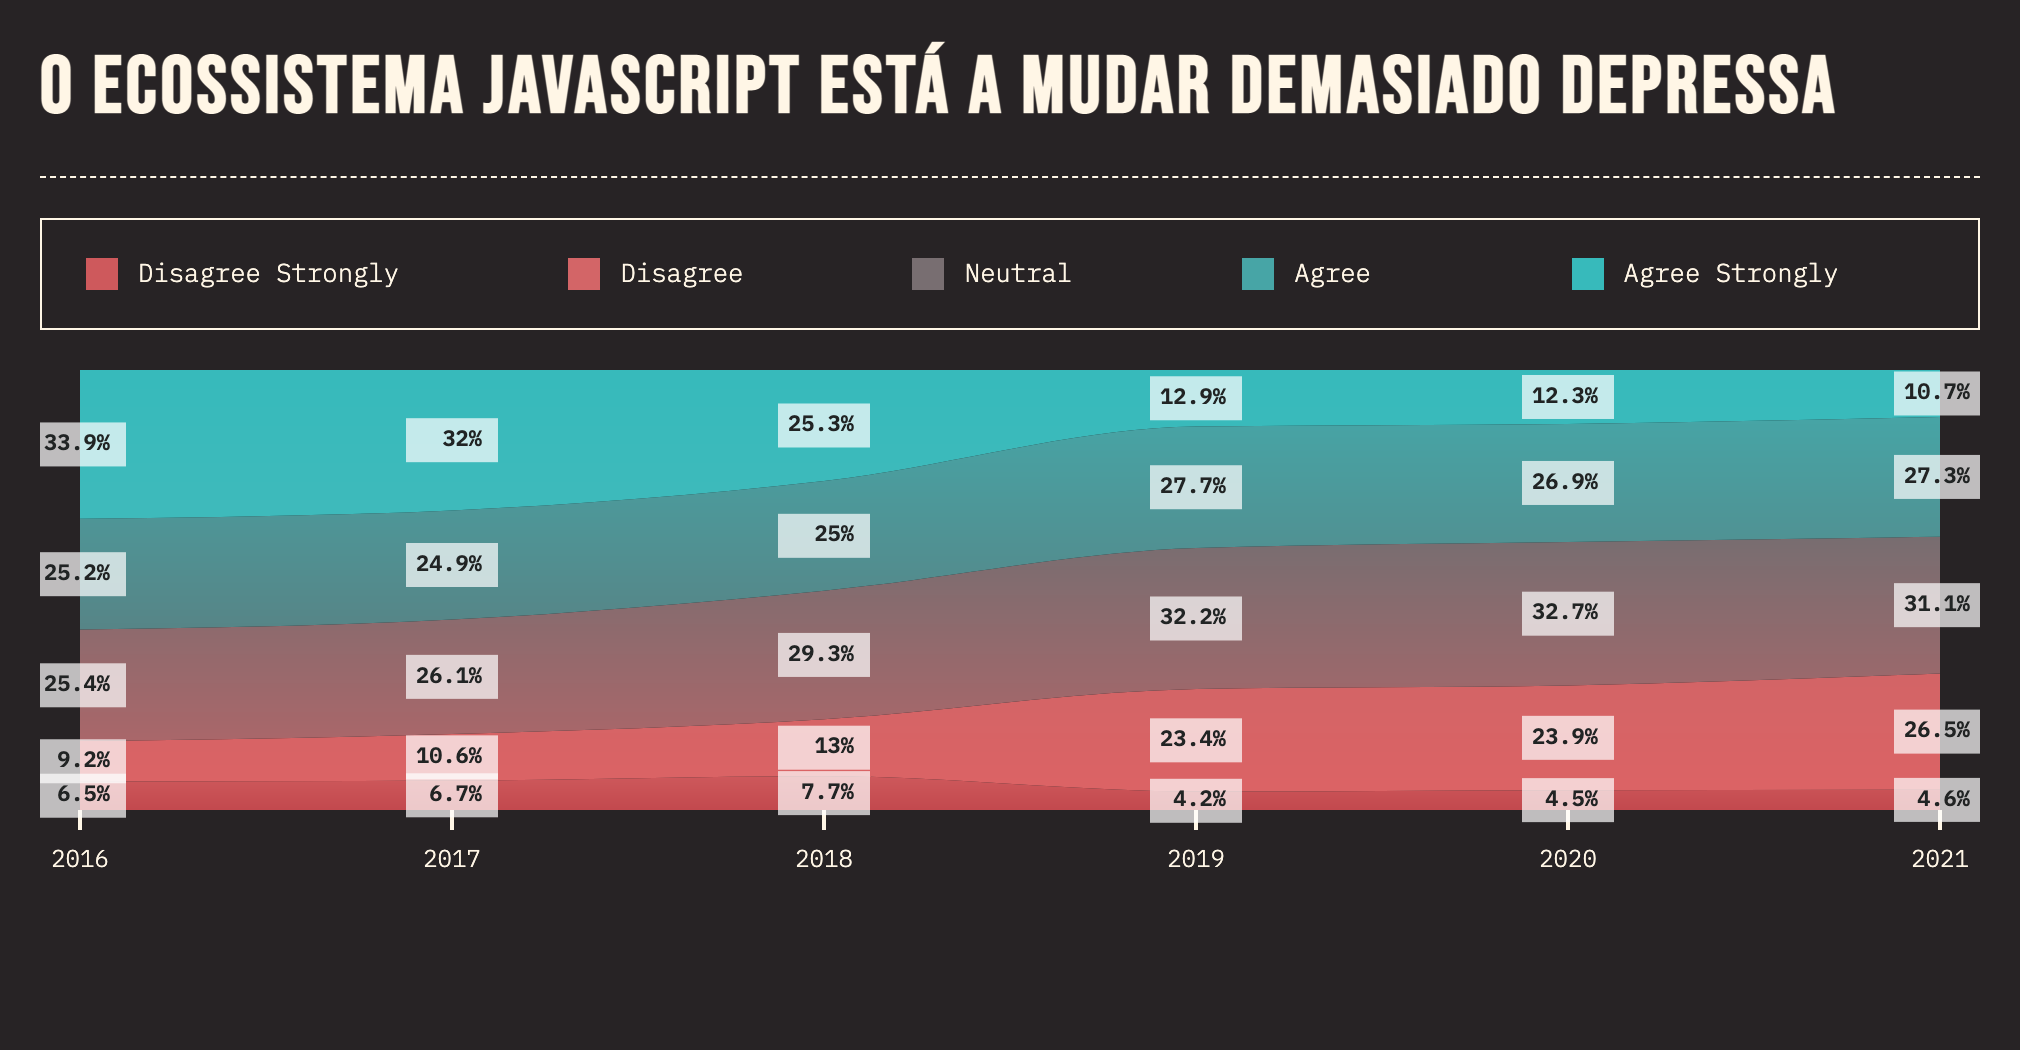 O ECOSSISTEMA JAVASCRIPT ESTÁ A MUDAR DEMASIADO DEPRESSA
Disagree Strongly Disagree Neutral Agree Agree Strongly
33.9% 32% 25.3% 12.9% 12.3% 10.7%
25.2% 24.9% 25% 27.7% 26.9% 27.3%
25.4% 26.1% 29.3% 32.2% 32.7% 31.1%
9.2% 10.6% 13% 23.4% 23.9% 26.5%
6.5% 6.7% 7.7% 4.2% 4.5% 4.6%
2016 2017 2018 2019 2020 2021